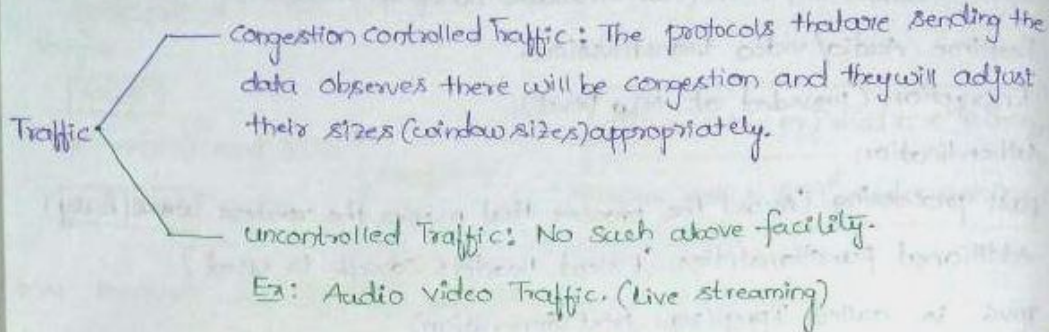 congestion controlled Traffic: The protocols that are sending the
data observes there will be congestion and they will adjust
Traffic their sizes (window sizes) appropriately.
uncontrolled Traffic: No such above facility.
Ex: Audio video Traffic. (Live streaming)